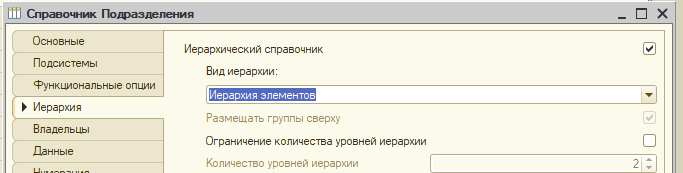 Справочник Подразделения
Основные
Подсистемы
Функциональные опции
Иерархия
Владельцы
Данные
Нумерация
Иерархический справочник
Вид иерархии:
Иерархия элементов
Размещать группы сверху
Ограничение количества уровней иерархии
Количество уровней иерархии
2